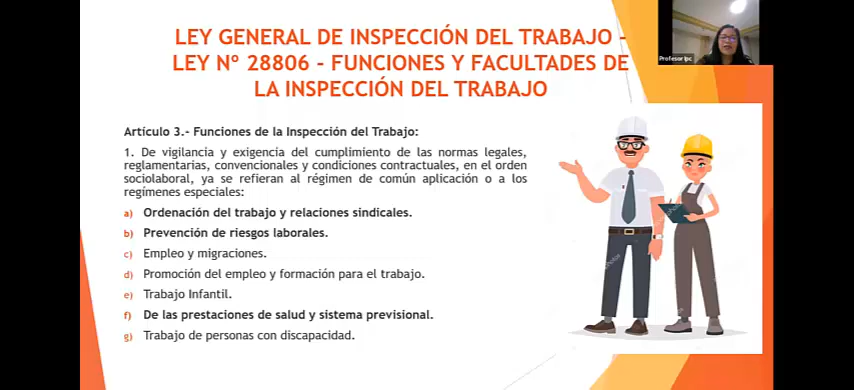 LEY GENERAL DE INSPECCIÓN DEL TRABAJO -
LEY Nº 28806 - FUNCIONES Y FACULTADES DE
LA INSPECCIÓN DEL TRABAJO
Profesor Ipc
Artículo 3.- Funciones de la Inspección del Trabajo:
1. De vigilancia y exigencia del cumplimiento de las normas legales,
reglamentarias, convencionales y condiciones contractuales, en el orden
sociolaboral, ya se refieran al régimen de común aplicación o a los
regímenes especiales:
a) Ordenación del trabajo y relaciones sindicales.
b) Prevención de riesgos laborales.
c) Empleo y migraciones.
d) Promoción del empleo y formación para el trabajo.
e) Trabajo Infantil.
f) De las prestaciones de salud y sistema previsional.
g) Trabajo de personas con discapacidad.